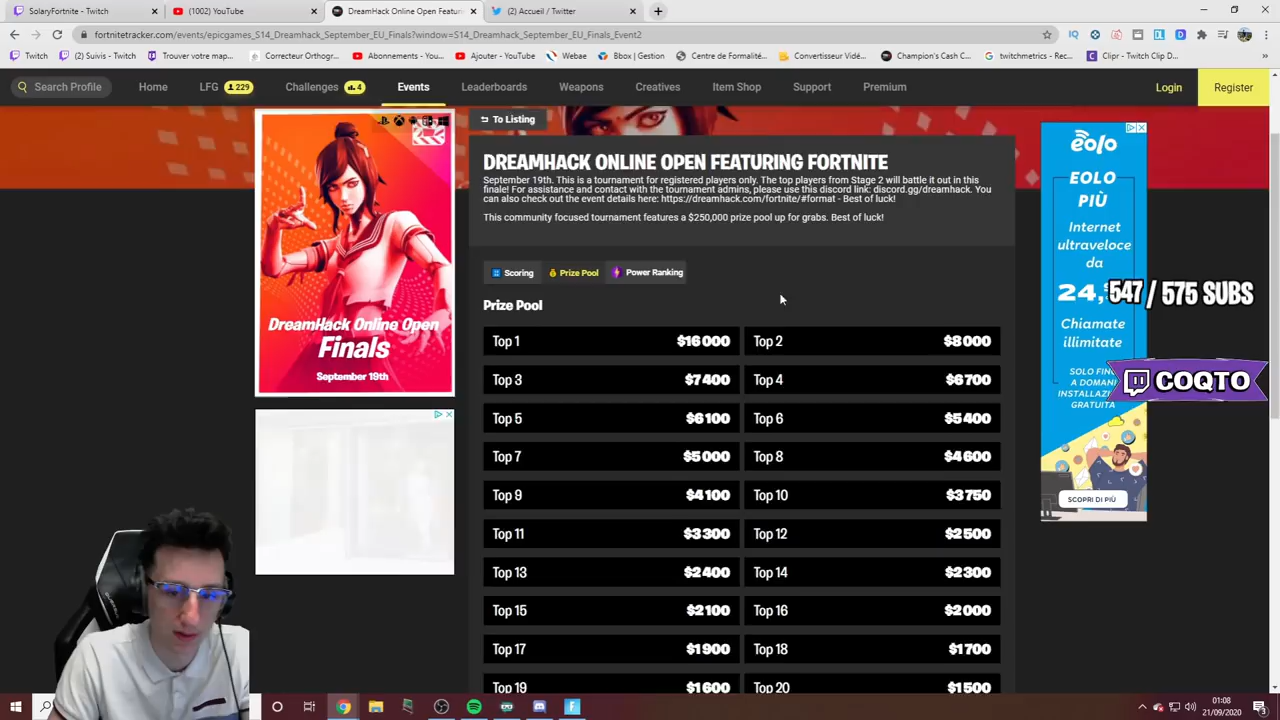 SolaryFortnite - Twitch
(1002) YouTube
DreamHack Online Open Featurin
(2) Accueil / Twitter
fortnitetracker.com/events/epicgames_S14_Dreamhack_September_EU_Finals?window=S14_Dreamhack_September_EU_Finals_Event2
Twitch
(2) Suivis - Twitch
Trouver votre map...
Correcteur Orthogr...
Abonnements - You...
Ajouter - YouTube
Webae
Bbox | Gestion
Centre de Formalité...
Convertisseur Vidéo...
Champion's Cash C...
twitchmetrics - Rec...
Clipr - Twitch Clip D...
Search Profile
Home
LFG
229
Challenges
4
Events
Leaderboards
Weapons
Creatives
Item Shop
Support
Premium
Login
Register
To Listing
DREAMHACK ONLINE OPEN FEATURING FORTNITE
September 19th. This is a tournament for registered players only. The top players from Stage 2 will battle it out in this
finale! For assistance and contact with the tournament admins, please use this discord link: discord.gg/dreamhack. You
can also check out the event details here: https://dreamhack.com/fortnite/#format - Best of luck!
This community focused tournament features a $250,000 prize pool up for grabs. Best of luck!
Scoring
Prize Pool
Power Ranking
Prize Pool
Top 1 $16 000
Top 2 $8 000
Top 3 $7 400
Top 4 $6 700
Top 5 $6 100
Top 6 $5 400
Top 7 $5 000
Top 8 $4 600
Top 9 $4 100
Top 10 $3 750
Top 11 $3 300
Top 12 $2 500
Top 13 $2 400
Top 14 $2 300
Top 15 $2 100
Top 16 $2 000
Top 17 $1 900
Top 18 $1 700
Top 19 $1 600
Top 20 $1 500
DreamHack Online Open
Finals
September 19th
eolo
EOLO
PIÙ
Internet
ultraveloce
da
24,
Chiamate
illimitate
SOLO FIN
A DOMAN
INSTALLAZI
GRATUITA
SCOPRI DI PIÙ
547 / 575 SUBS
COQTO
01:08
21/09/2020
3